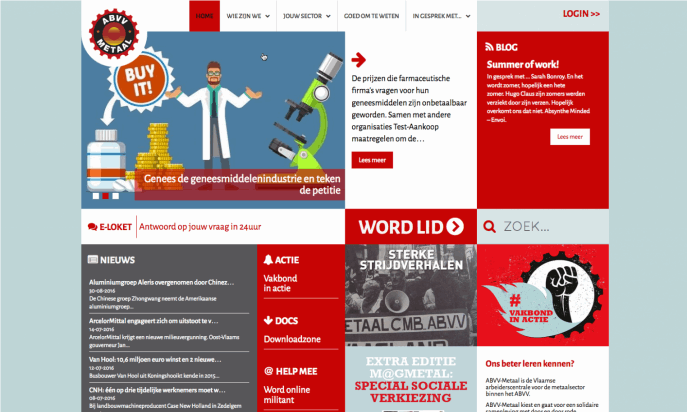 ABVV
METAAL
HOME
WIE ZON WE
JOUW SECTOR
GOED OM TE WETEN
IN GESPREK MET...
LOGIN >>
BUY
IT!
Genees de geneesmiddelenindustrie en teken
de petitie
De prijzen die farmaceutische
firma's vragen voor hun
geneesmiddelen zijn onbetaalbaar
geworden. Samen met andere
organisaties Test-Aankoop
maatregelen om de...
Lees meer
BLOG
Summer of work!
In gesprek met ... Sarah Bonroy. En het
wordt zomer, hopelijk een hete
zomer. Hugo Claus zijn zomers werden
verziekt door zijn verzen. Hopelijk
overkomt ons dat niet. Absynthe Minded
– Envoi.
Lees meer
E-LOKET
Antwoord op jouw vraag in 24uur
WORD LID
ZOEK...
NIEUWS
Aluminiumgroep Aleris overgenomen door Chinez...
30-08-2016
De Chinese groep Zhongwang neemt de Amerikaanse
aluminiumgroep...
ArcelorMittal engageert zich om uitstoot te v...
14-07-2016
ArcelorMittal krijgt een nieuwe milieuvergunning. Oost-Vlaams
gouverneur Jan...
Van Hool: 10,6 miljoen euro winst en 2 nieuwe...
12-07-2016
Busbouwer Van Hool uit Koningshooikt kende in 2015...
CNH: één op drie tijdelijke werknemers moet w...
08-07-2016
Bij landbouwmachineproducent Case New Holland in Zedelgem
ACTIE
Vakbond
in actie
DOCS
Downloadzone
HELP MEE
Word online
militant
STERKE
STRIJDVERHALEN
METAAL C.M.B. ABVV
EXTRA EDITIE
M@GMETAL:
SPECIAL SOCIALE
VERKIEZING
#
VAKBOND
IN ACTIE
Ons beter leren kennen?
ABVV-Metaal is de Vlaamse
arbeiderscentrale voor de metaalsector
binnen het ABVV.
ABVV-Metaal kiest en gaat voor een solidaire